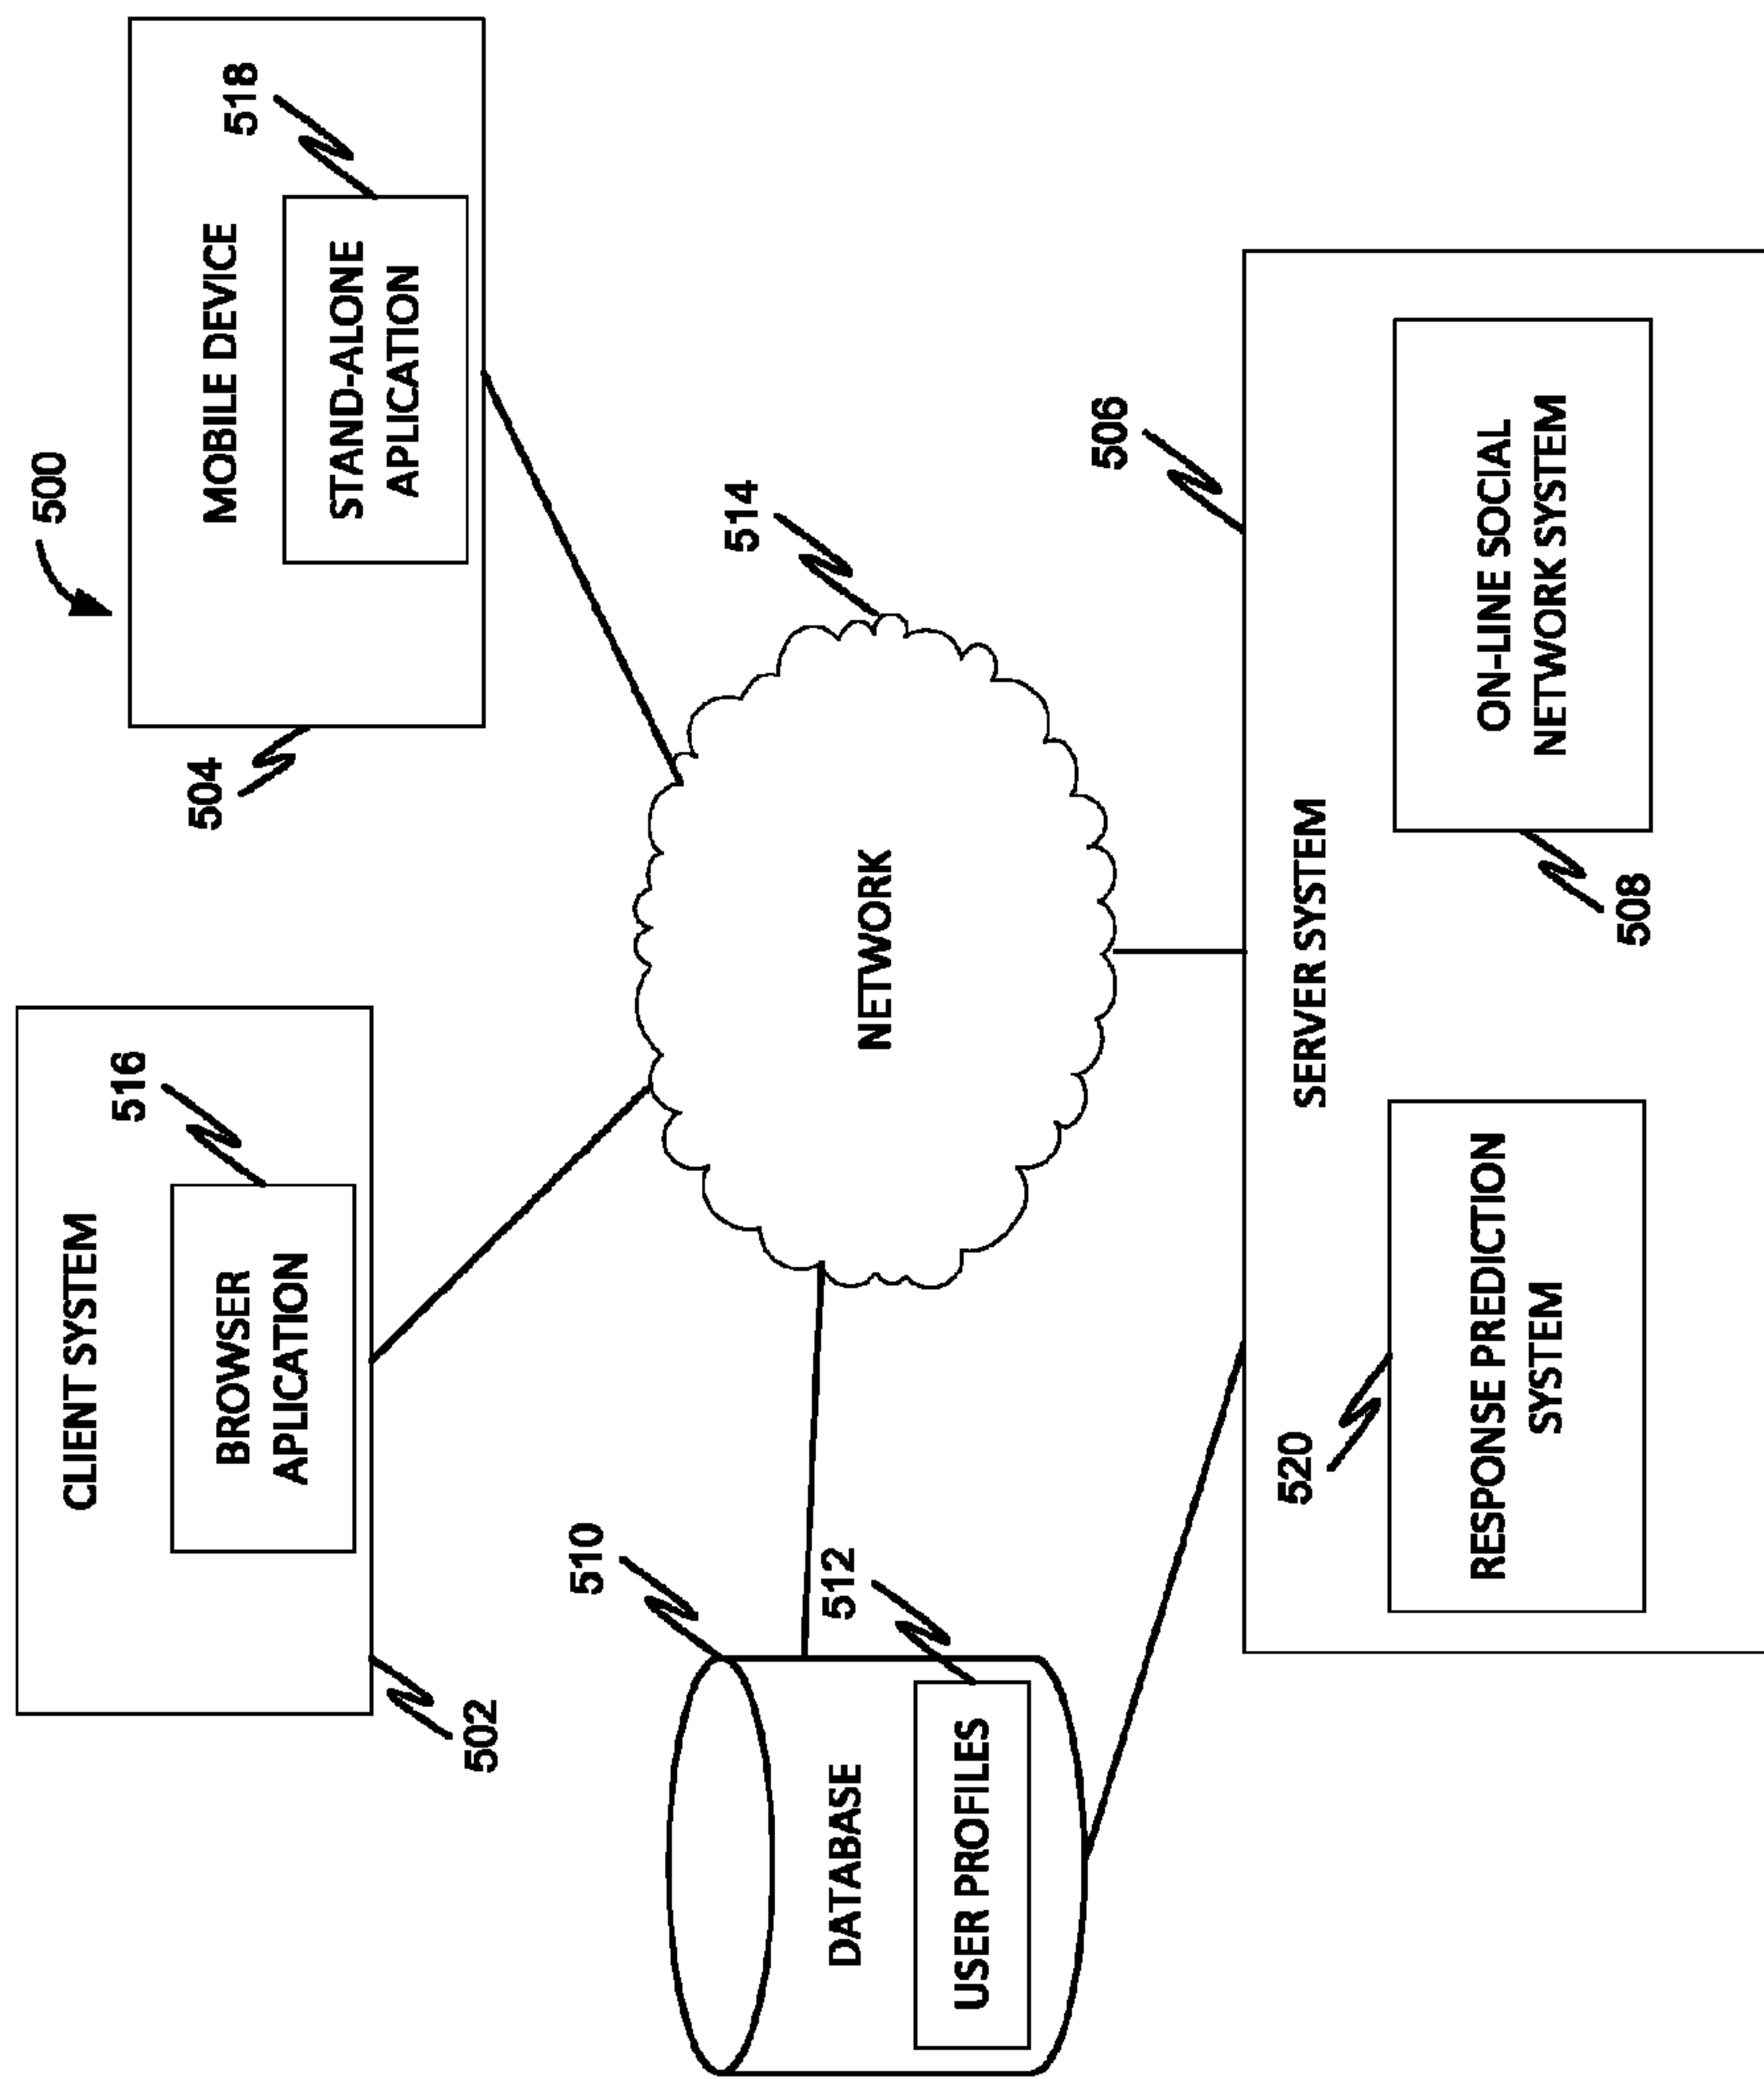 500
CLIENT SYSTEM
516
BROWSER
APLICATION
502
MOBILE DEVICE
518
STAND-ALONE
APLICATION
504
510
DATABASE
512
USER PROFILES
514
NETWORK
506
SERVER SYSTEM
520
RESPONSE PREDICTION
SYSTEM
ON-LINE SOCIAL
NETWORK SYSTEM
508